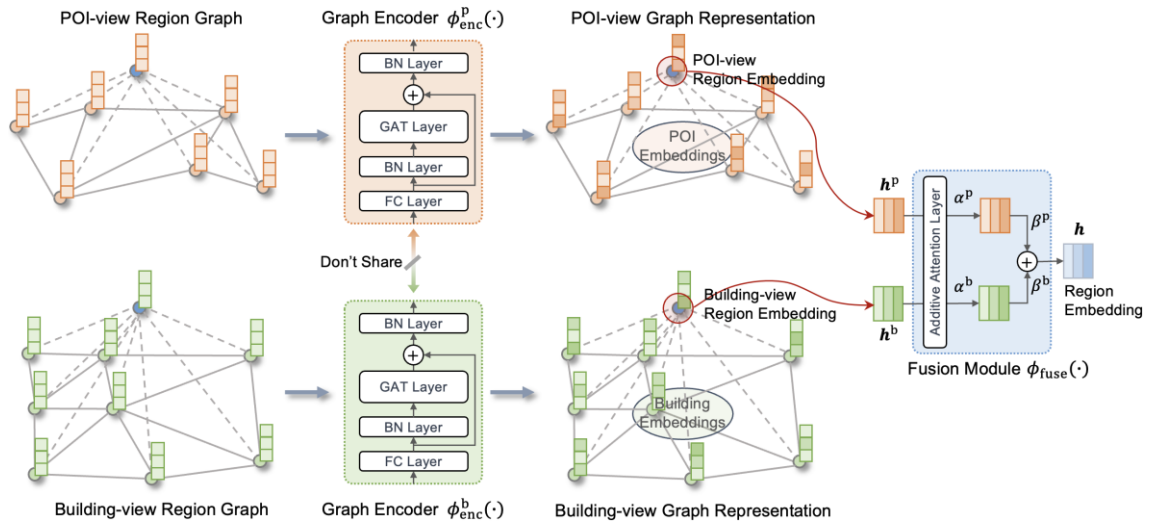 POI-view Region Graph
Graph Encoder ϕ_enc^p(·)
POI-view Graph Representation
BN Layer
+
GAT Layer
BN Layer
FC Layer
POI-view
Region Embedding
POI
Embeddings
Don't Share
h^p
Additive Attention Layer
α^p
β^p
h
+
α^b
β^b
h^b
Region
Embedding
Fusion Module ϕ_fuse(·)
Building-view
Region Embedding
BN Layer
+
GAT Layer
BN Layer
FC Layer
Building
Embeddings
Building-view Region Graph
Graph Encoder ϕ_enc^b(·)
Building-view Graph Representation